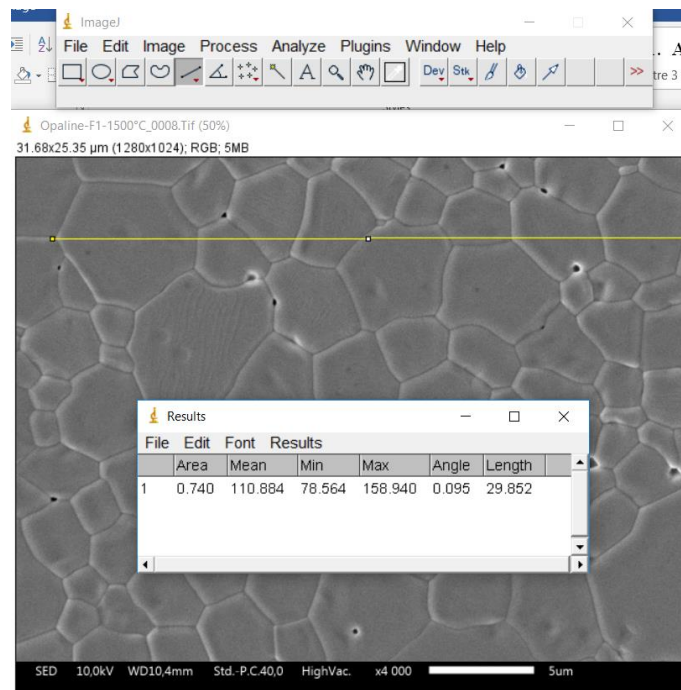 ImageJ
File Edit Image Process Analyze Plugins Window Help
A Dev Stk >>
tre 3
Opaline-F1-1500°C_0008.Tif (50%)
31.68x25.35 µm (1280x1024); RGB; 5MB
Results
File Edit Font Results
Area Mean Min Max Angle Length
1 0.740 110.884 78.564 158.940 0.095 29.852
SED 10,0kV WD10,4mm Std.-P.C.40,0 HighVac. x4 000 5um